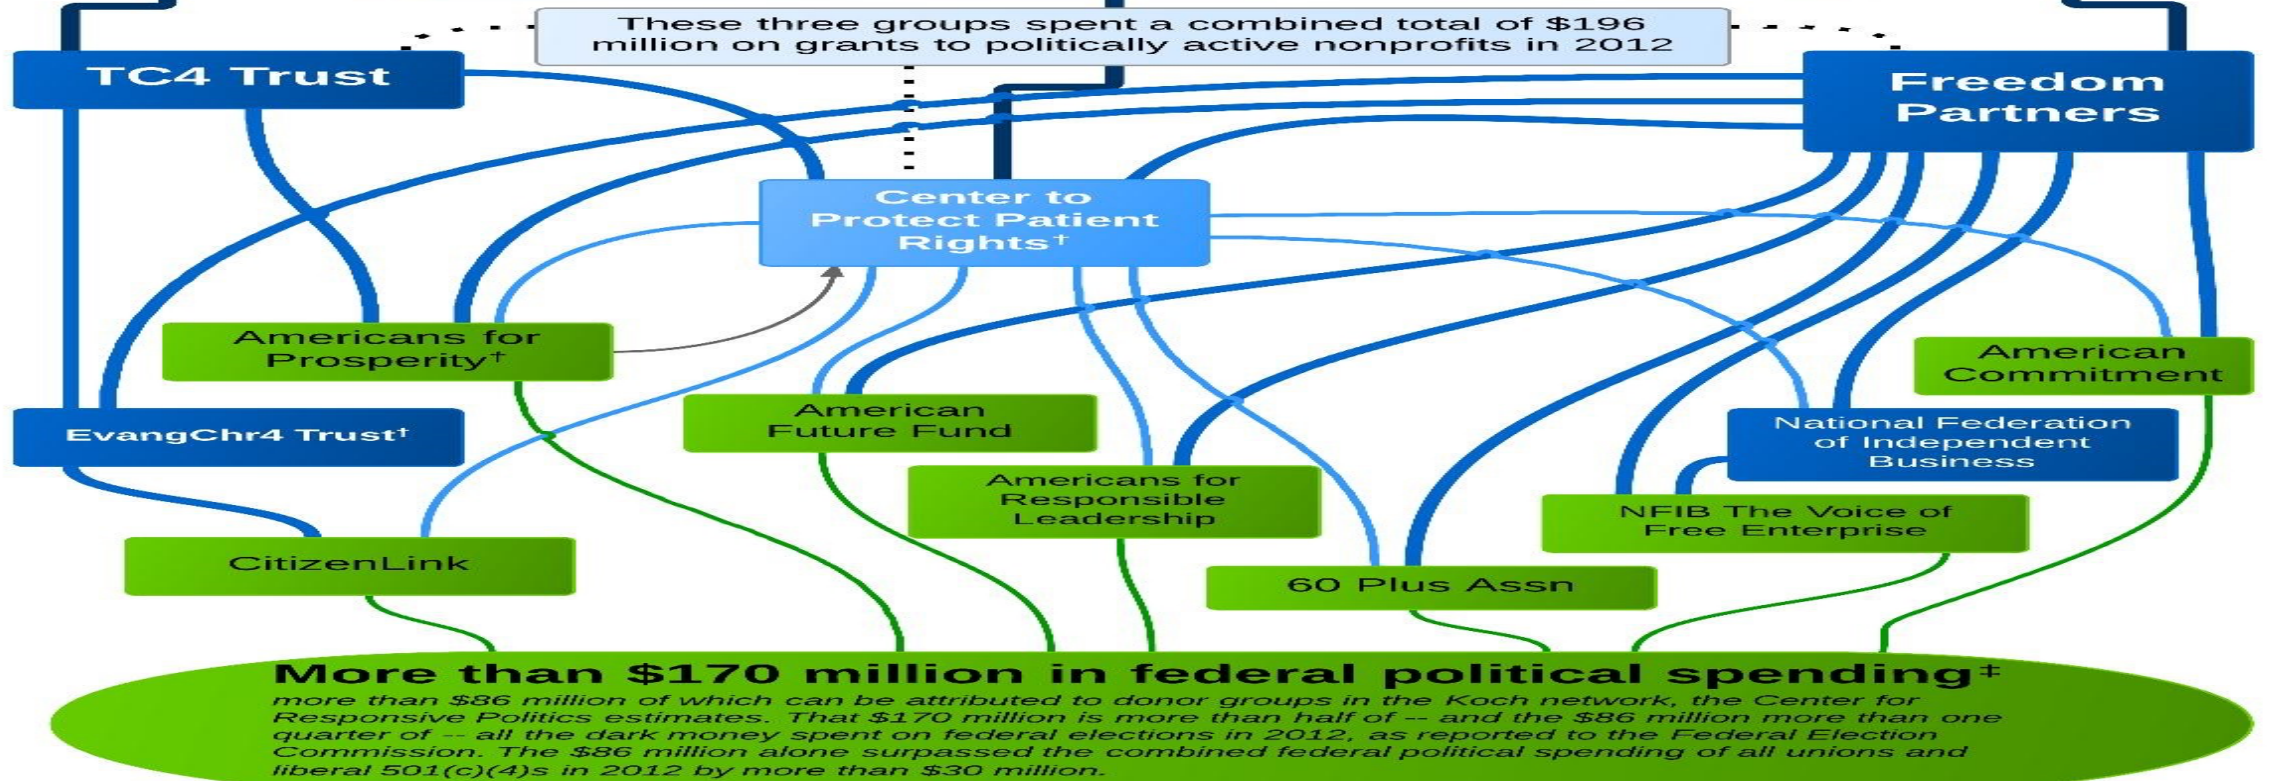 These three groups spent a combined total of $196
million on grants to politically active nonprofits in 2012
TC4 Trust
Freedom
Partners
Center to
Protect Patient
Rights†
Americans for
Prosperity†
American
Commitment
American
Future Fund
EvangChr4 Trust†
National Federation
of Independent
Business
Americans for
Responsible
Leadership
NFIB The Voice of
Free Enterprise
CitizenLink
60 Plus Assn
More than $170 million in federal political spending‡
more than $86 million of which can be attributed to donor groups in the Koch network, the Center for
Responsive Politics estimates. That $170 million is more than half of -- and the $86 million more than one
quarter of -- all the dark money spent on federal elections in 2012, as reported to the Federal Election
Commission. The $86 million alone surpassed the combined federal political spending of all unions and
liberal 501(c)(4)s in 2012 by more than $30 million.